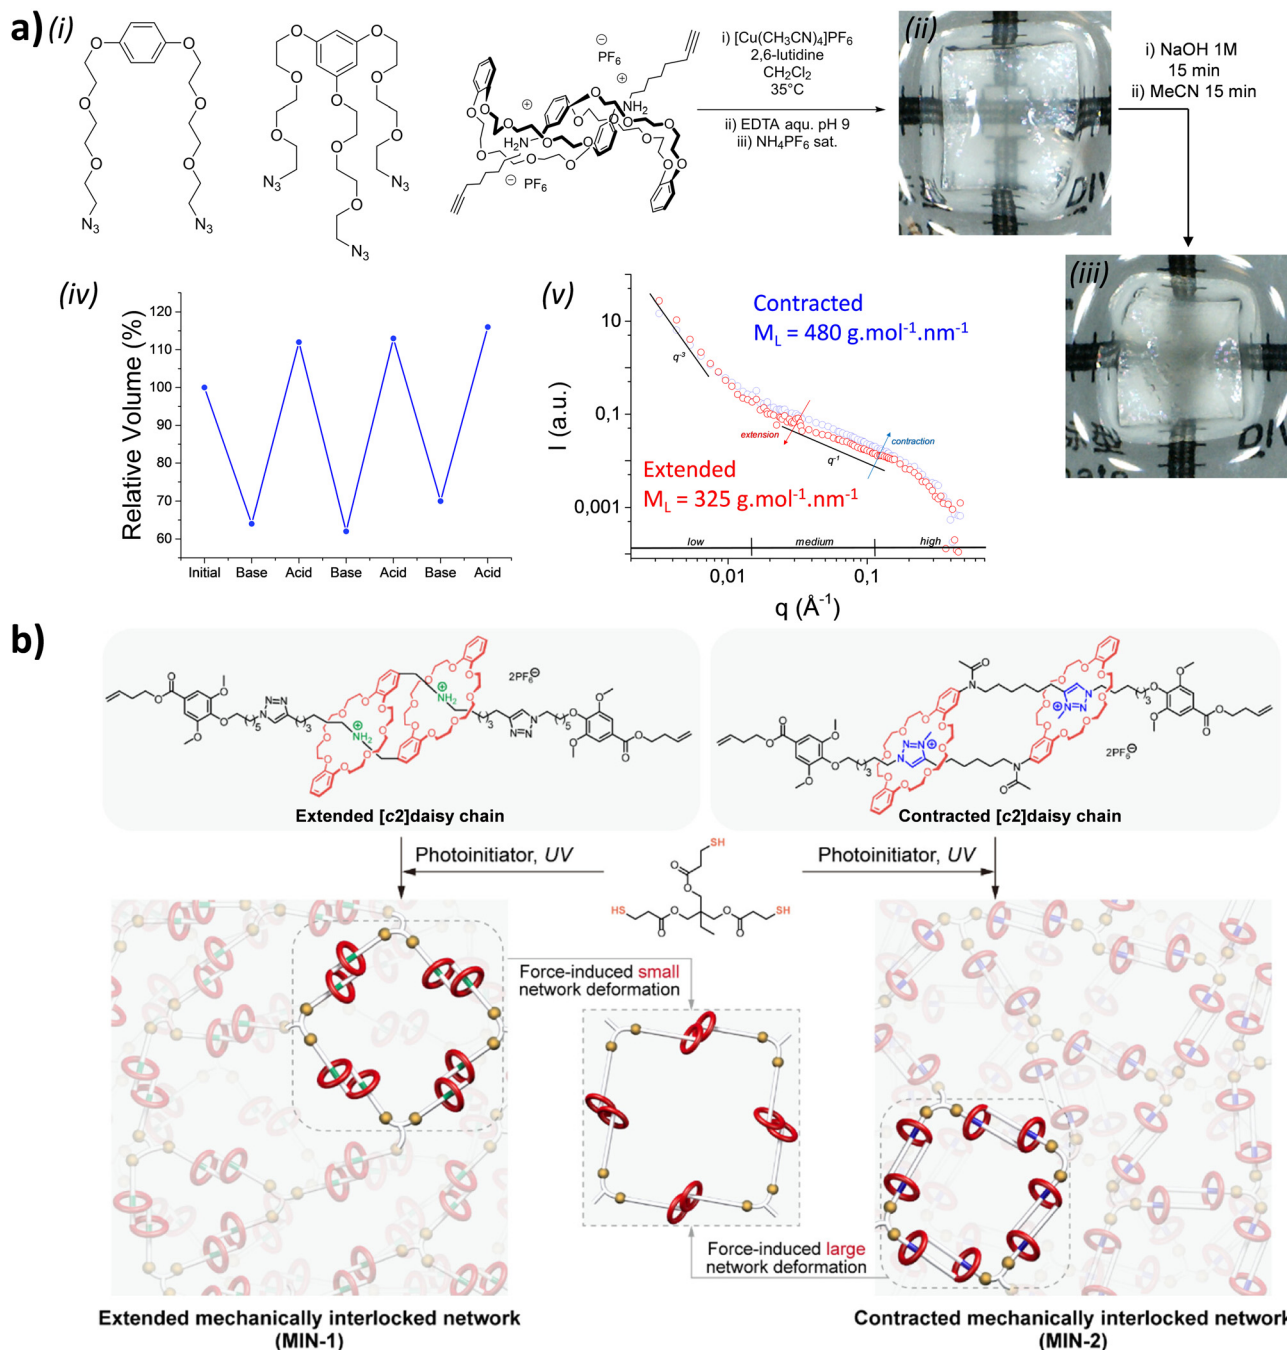 a) (i)
O
O
O
O
O
O
N3
N3
O
O
O
O
O
O
O
O
N3
N3
N3
⊖
PF6
⊕
NH2
⊕
H2N
⊖ PF6
i) [Cu(CH3CN)4]PF6
2,6-lutidine
CH2Cl2
35°C
ii) EDTA aqu. pH 9
iii) NH4PF6 sat.
(ii)
i) NaOH 1M
15 min
ii) MeCN 15 min
(iii)
(iv)
Relative Volume (%)
120
110
100
90
80
70
60
Initial Base Acid Base Acid Base Acid
(v)
I (a.u.)
10
0,1
0,001
q-3
Contracted
ML = 480 g.mol-1.nm-1
extension
contraction
q-1
Extended
ML = 325 g.mol-1.nm-1
low medium high
0,01 0,1
q (Å-1)
b)
2PF6⊖
NH2
NH2
Extended [c2]daisy chain
2PF5⊖
Contracted [c2]daisy chain
Photoinitiator, UV
Photoinitiator, UV
SH
HS
SH
Force-induced small
network deformation
Force-induced large
network deformation
Extended mechanically interlocked network
(MIN-1)
Contracted mechanically interlocked network
(MIN-2)